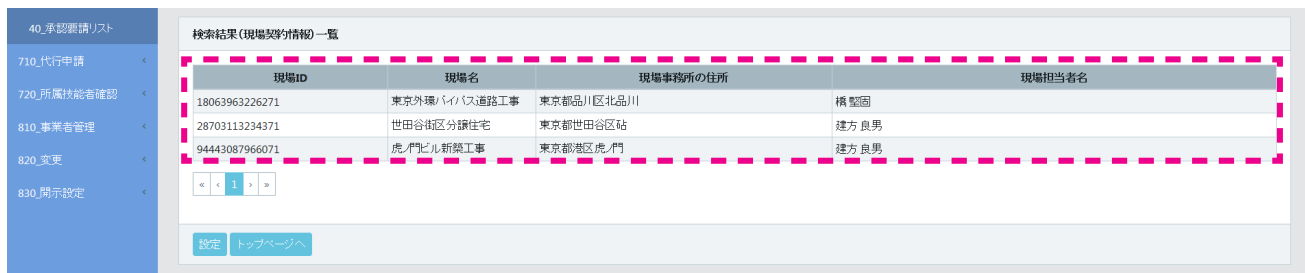 40_承認要請リスト
710_代行申請 <
720_所属技能者確認 <
810_事業者管理 <
820_変更 <
830_開示設定 <
検索結果(現場契約情報)一覧
現場ID 現場名 現場事務所の住所 現場担当者名
18063963226271 東京外環バイパス道路工事 東京都品川区北品川 橋 堅固
28703113234371 世田谷街区分譲住宅 東京都世田谷区砧 建方 良男
94443087966071 虎ノ門ビル新築工事 東京都港区虎ノ門 建方 良男
« ‹ 1 › »
設定 トップページへ